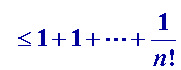 ≤ 1 + 1 + ⋯ + 1/n!